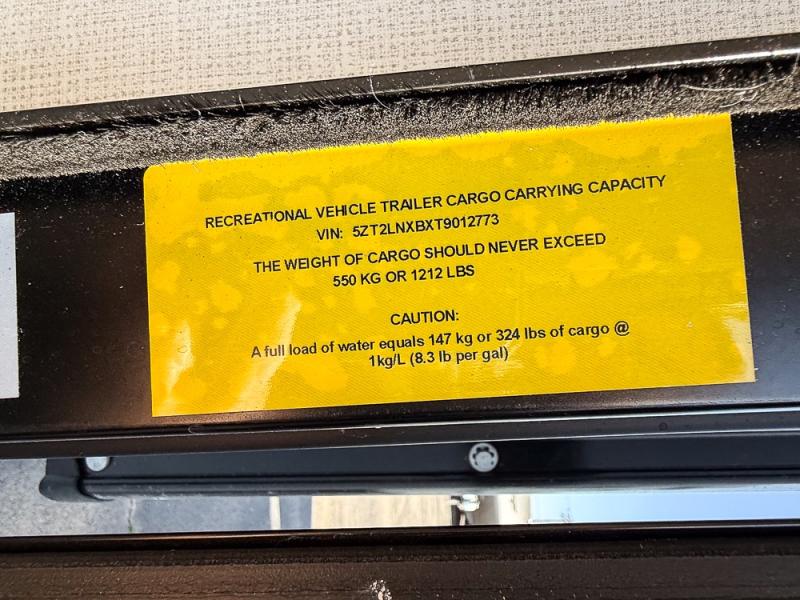 RECREATIONAL VEHICLE TRAILER CARGO CARRYING CAPACITY
VIN: 5ZT2LNXBXT9012773
THE WEIGHT OF CARGO SHOULD NEVER EXCEED
550 KG OR 1212 LBS
CAUTION:
A full load of water equals 147 kg or 324 lbs of cargo @
1kg/L (8.3 lb per gal)